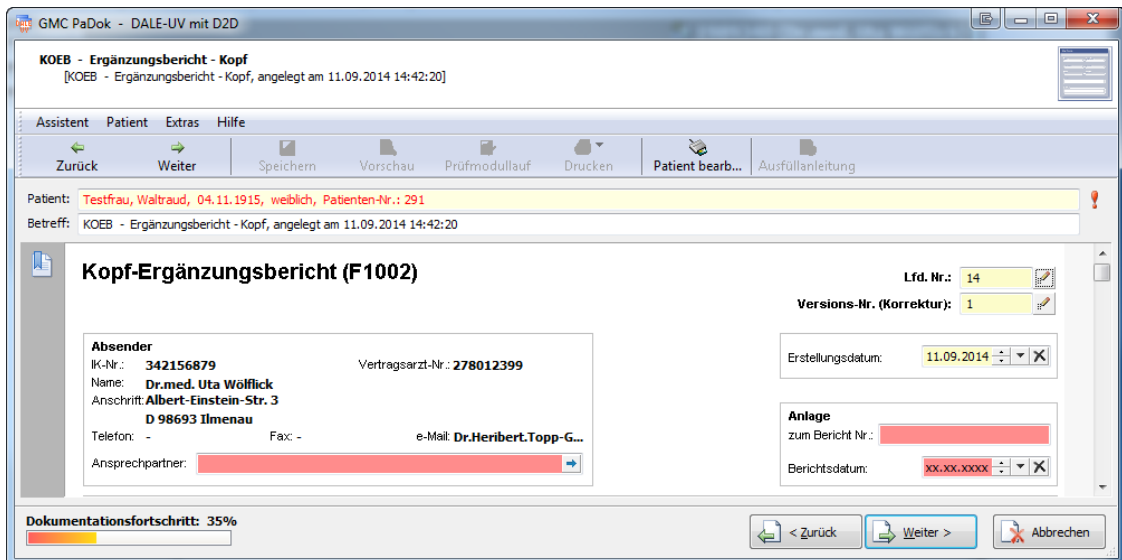 GMC PaDok - DALE-UV mit D2D
KOEB - Ergänzungsbericht - Kopf
[KOEB - Ergänzungsbericht - Kopf, angelegt am 11.09.2014 14:42:20]
Assistent Patient Extras Hilfe
Zurück Weiter Speichern Vorschau Prüfmodullauf Drucken Patient bearb... Ausfüllanleitung
Patient: Testfrau, Waltraud, 04.11.1915, weiblich, Patienten-Nr.: 291
Betreff: KOEB - Ergänzungsbericht - Kopf, angelegt am 11.09.2014 14:42:20
Kopf-Ergänzungsbericht (F1002)
Lfd. Nr.: 14
Versions-Nr. (Korrektur): 1
Absender
IK-Nr.: 342156879 Vertragsarzt-Nr.: 278012399
Name: Dr.med. Uta Wölflick
Anschrift: Albert-Einstein-Str. 3
D 98693 Ilmenau
Telefon: - Fax: - e-Mail: Dr.Heribert.Topp-G...
Ansprechpartner:
Erstellungsdatum: 11.09.2014
Anlage
zum Bericht Nr.:
Berichtsdatum: xx.xx.xxxx
Dokumentationsfortschritt: 35%
< Zurück Weiter > Abbrechen